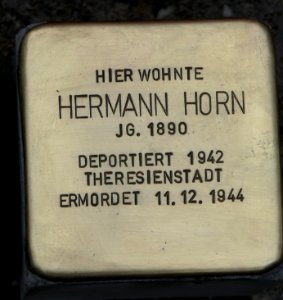 HIER WOHNTE
HERMANN HORN
JG. 1890
DEPORTIERT 1942
THERESIENSTADT
ERMORDET 11.12.1944